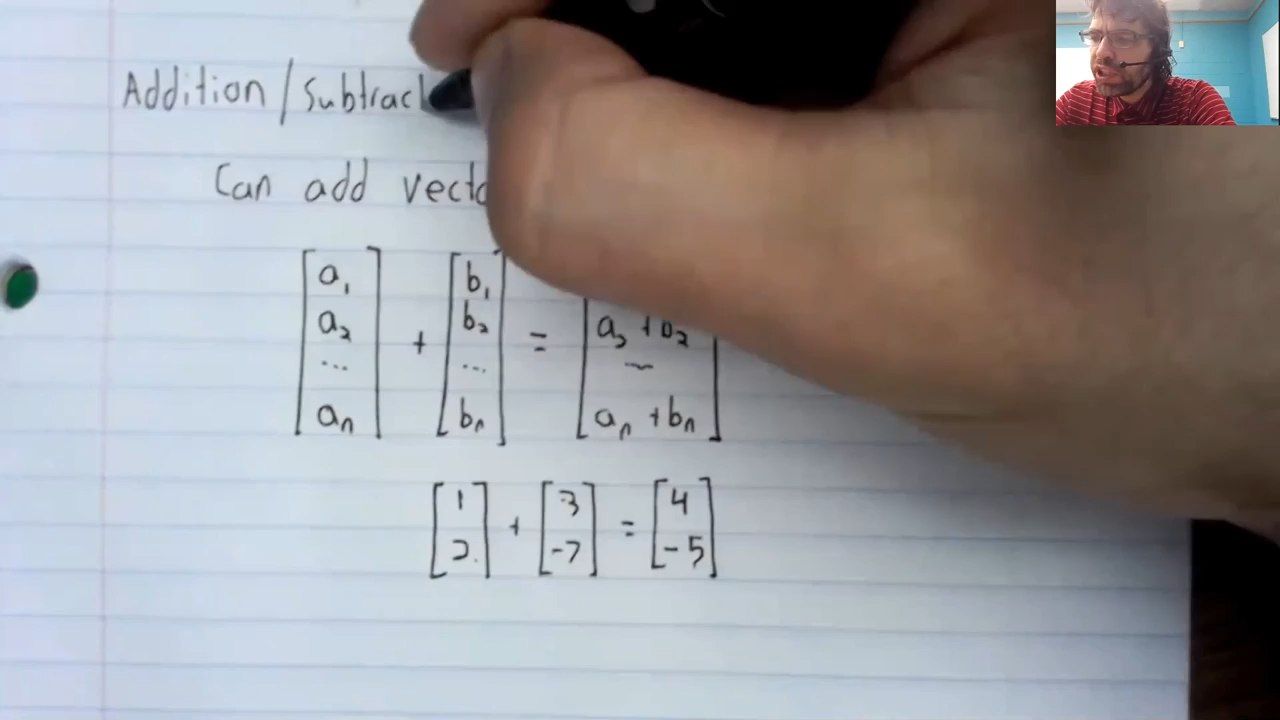 Addition / Subtract
Can add
[a₁ a₂ ... aₙ] + [b₁ b₂ ... bₙ] = [a₂ + b₂ ... aₙ + bₙ]
[1 2] + [3 -7] = [4 -5]